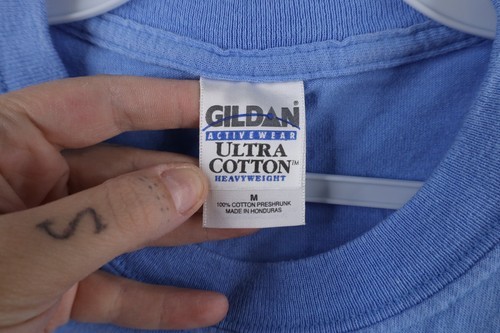 GILDAN
ACTIVEWEAR
ULTRA
COTTON™
HEAVYWEIGHT
M
100% COTTON PRESHRUNK
MADE IN HONDURAS